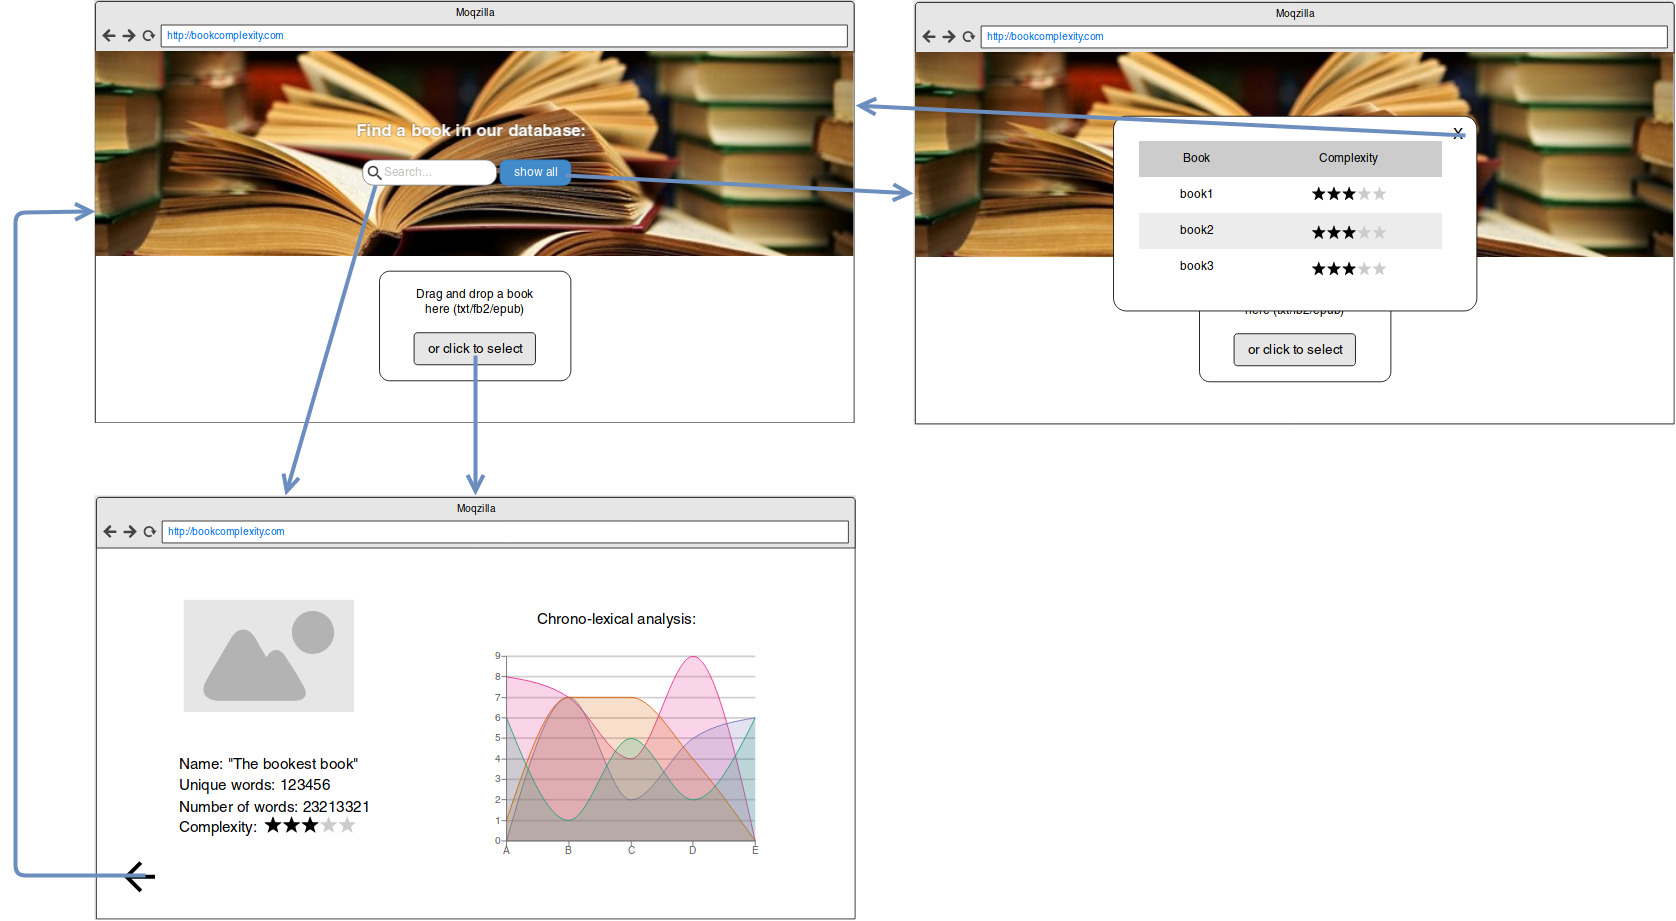 Moqzilla
http://bookcomplexity.com
Find a book in our database:
Search...
show all
Drag and drop a book
here (txt/fb2/epub)
or click to select
Moqzilla
http://bookcomplexity.com
X
Book Complexity
book1
book2
book3
here (txt/fb2/epub)
or click to select
Moqzilla
http://bookcomplexity.com
Chrono-lexical analysis:
9
8
7
6
5
4
3
2
1
0
A B C D E
Name: "The bookest book"
Unique words: 123456
Number of words: 23213321
Complexity: